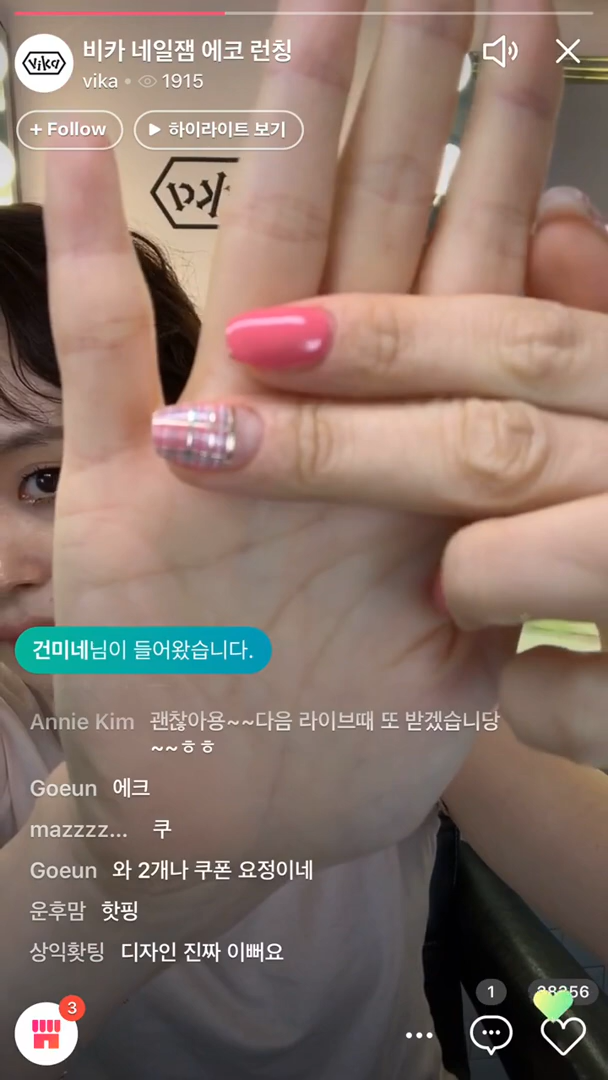 비카 네일잼 에코 런칭
vika
vika • 1915
+ Follow
▶ 하이라이트 보기
vika
건미네님이 들어왔습니다.
Annie Kim 괜찮아용~~다음 라이브때 또 받겠습니당
~~ㅎㅎ
Goeun 에크
mazzzz... 쿠
Goeun 와 2개나 쿠폰 요정이네
운후맘 핫핑
상익홧팅 디자인 진짜 이뻐요
3
1